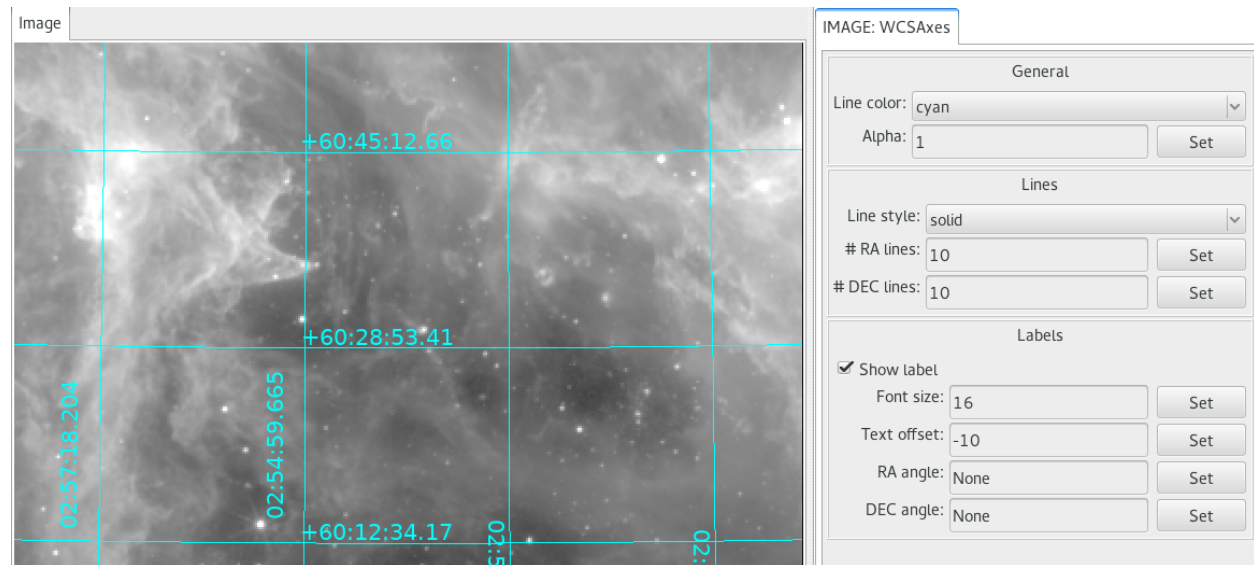 Image
+60:45:12.66
+60:28:53.41
02:57:18.204
02:54:59.665
+60:12:34.17
02:5
02:
IMAGE: WCSAxes
General
Line color: cyan
Alpha: 1 Set
Lines
Line style: solid
# RA lines: 10 Set
# DEC lines: 10 Set
Labels
Show label
Font size: 16 Set
Text offset: -10 Set
RA angle: None Set
DEC angle: None Set